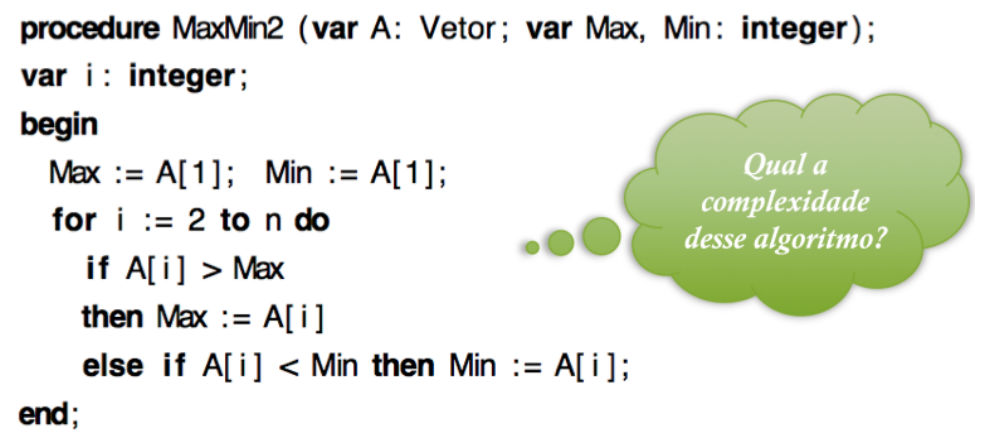 procedure MaxMin2 (var A: Vetor; var Max, Min: integer);
var i: integer;
begin
Max := A[1]; Min := A[1];
for i := 2 to n do
if A[i] > Max
then Max := A[i]
else if A[i] < Min then Min := A[i];
end;
Qual a
complexidade
desse algoritmo?